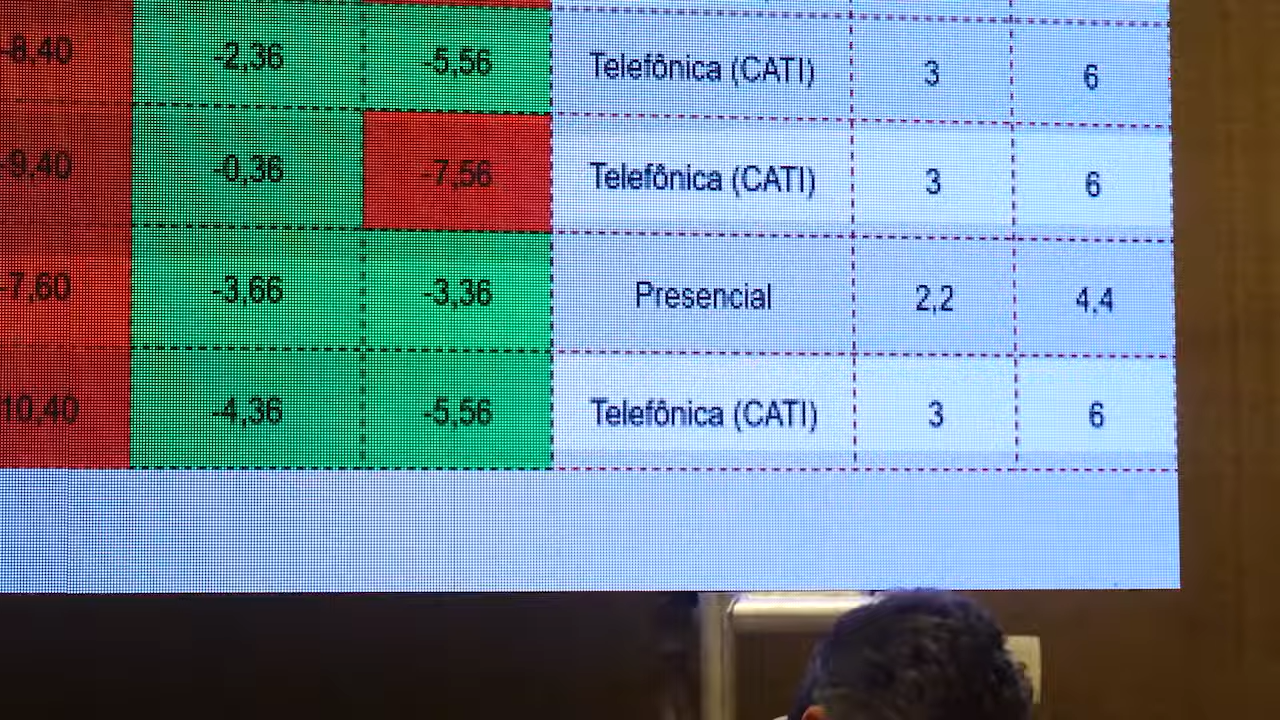 -8,40 -2,36 -5,56 Telefônica (CATI) 3 6
-9,40 -0,36 -7,56 Telefônica (CATI) 3 6
-7,60 -3,66 -3,36 Presencial 2,2 4,4
10,40 -4,36 -5,56 Telefônica (CATI) 3 6